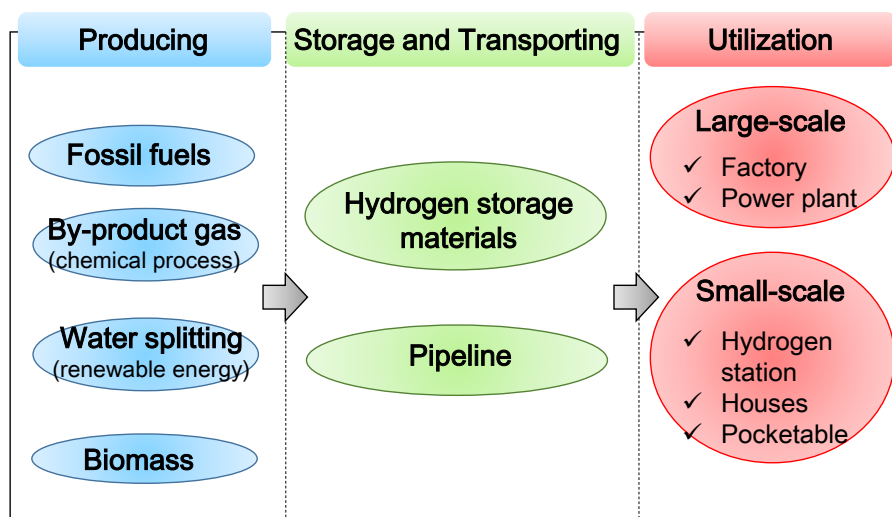 Producing
Storage and Transporting
Utilization
Fossil fuels
By-product gas
(chemical process)
Water splitting
(renewable energy)
Biomass
Hydrogen storage
materials
Pipeline
Large-scale
✓ Factory
✓ Power plant
Small-scale
✓ Hydrogen
station
✓ Houses
✓ Pocketable